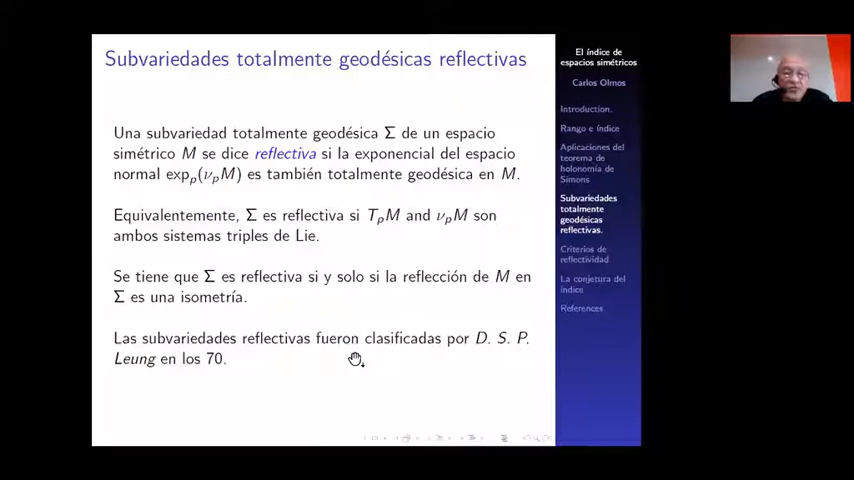 Subvariedades totalmente geodésicas reflectivas
Una subvariedad totalmente geodésica Σ de un espacio
simétrico M se dice reflectiva si la exponencial del espacio
normal expₚ(νₚM) es también totalmente geodésica en M.
Equivalentemente, Σ es reflectiva si TₚM and νₚM son
ambos sistemas triples de Lie.
Se tiene que Σ es reflectiva si y solo si la reflección de M en
Σ es una isometría.
Las subvariedades reflectivas fueron clasificadas por D. S. P.
Leung en los 70.
El índice de
espacios simétricos
Carlos Olmos
Introduction.
Rango e índice
Aplicaciones del
teorema de
holonomía de
Simons
Subvariedades
totalmente
geodésicas
reflectivas.
Criterios de
reflectividad
La conjetura del
índice
References